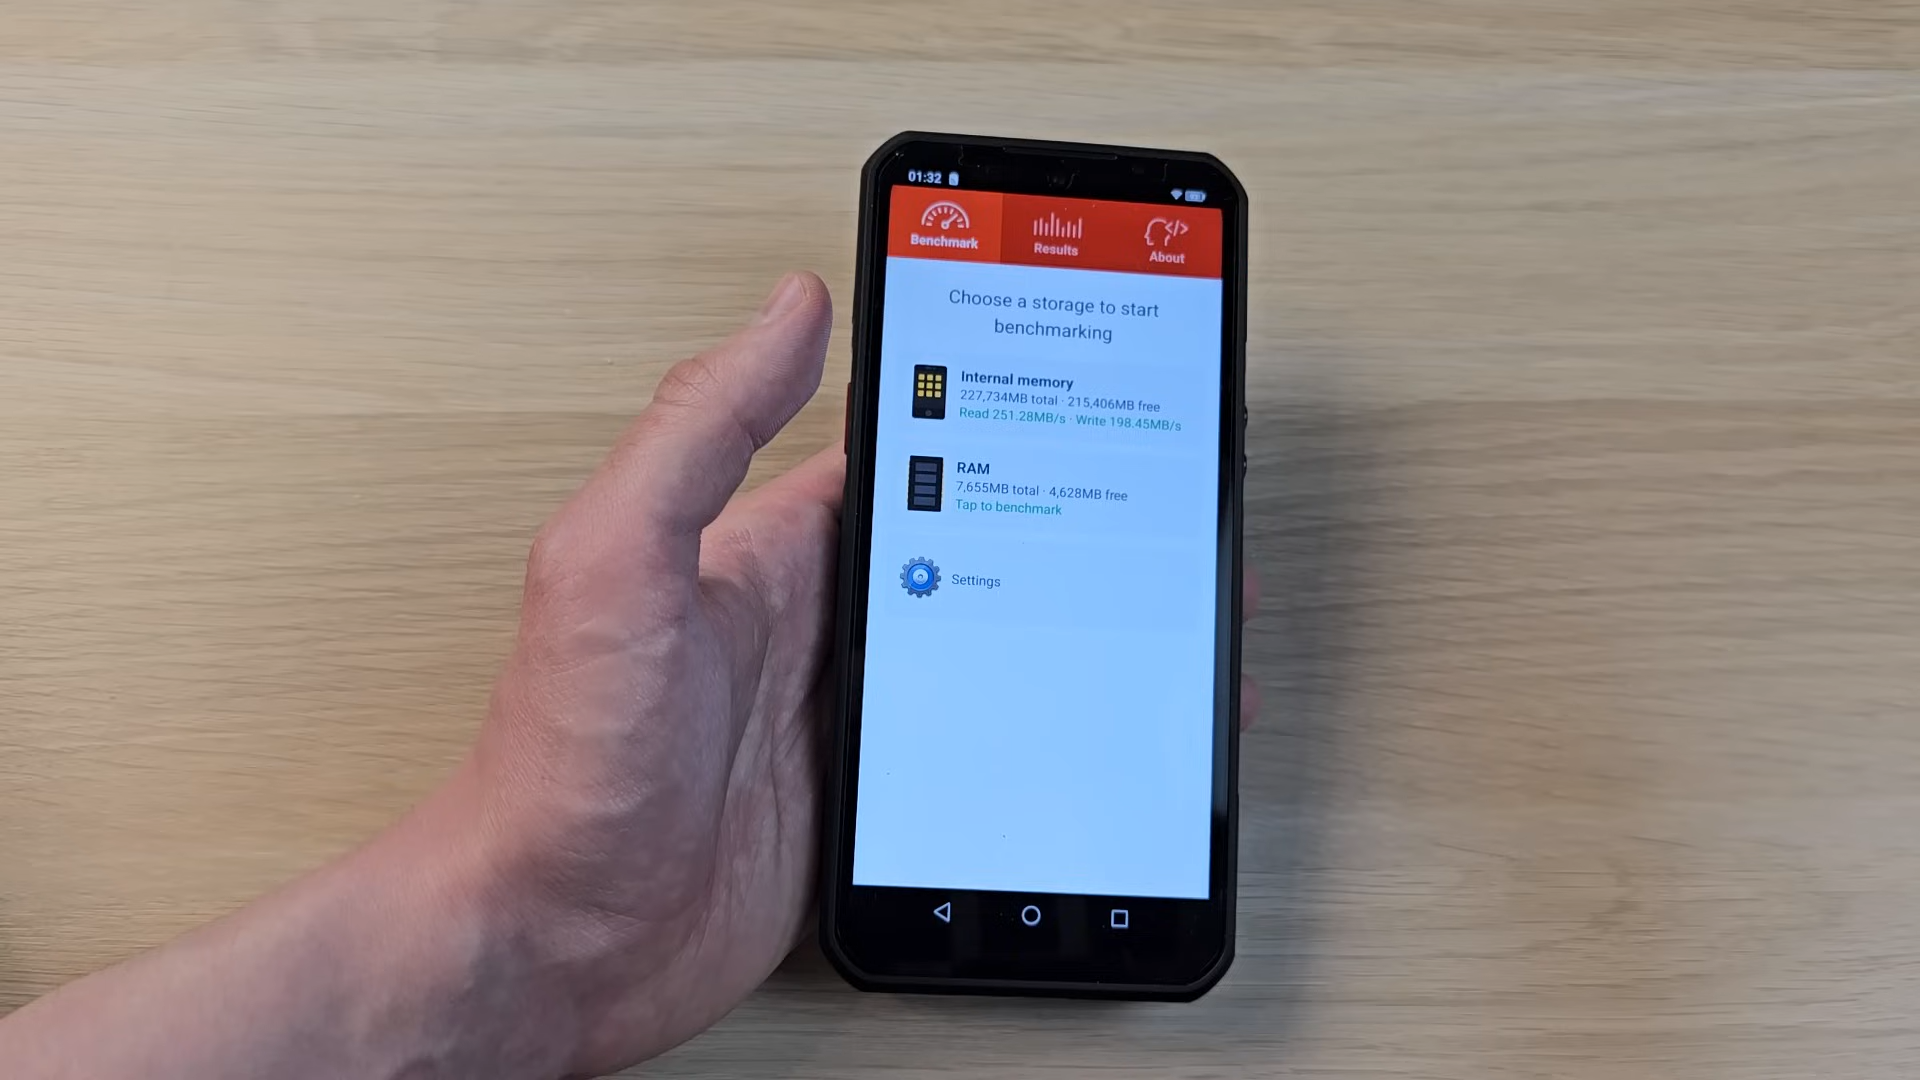 01:32
Benchmark
Results
About
Choose a storage to start
benchmarking
Internal memory
227,734MB total · 215,406MB free
Read 251.28MB/s · Write 198.45MB/s
RAM
7,655MB total · 4,628MB free
Tap to benchmark
Settings